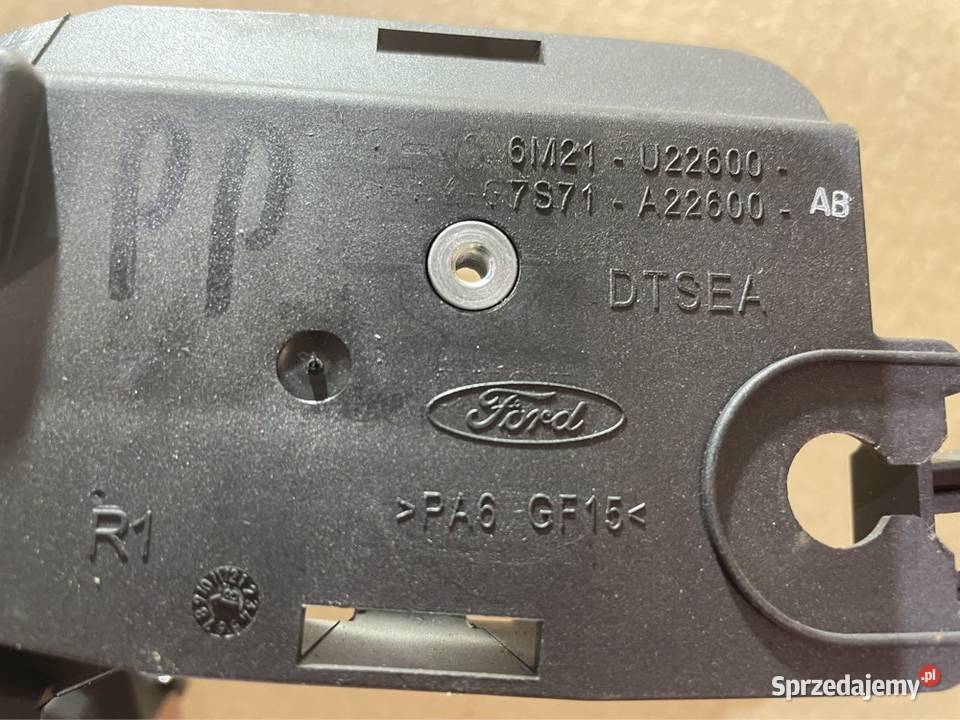 PP
6M21 - U22600 -
7S71 - A22600 - AB
DTSEA
Ford
>PA6 GF15<
R1
Sprzedajemy.pl